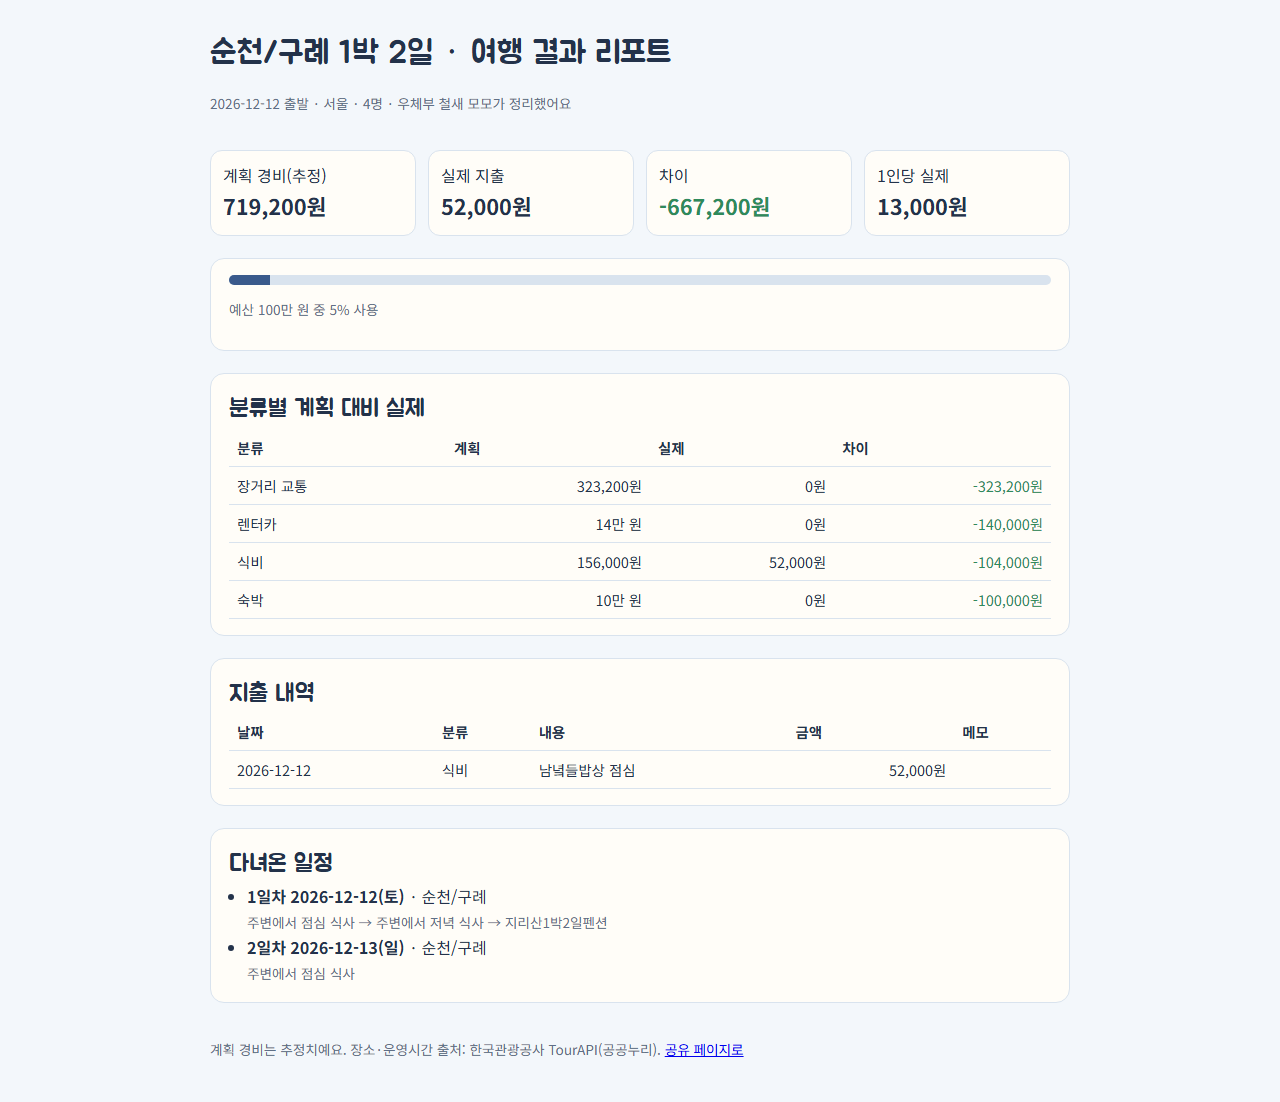 순천/구례 1박 2일 · 여행 결과 리포트
2026-12-12 출발 · 서울 · 4명 · 우체부 철새 모모가 정리했어요
계획 경비(추정) 실제 지출 차이 1인당 실제
719,200원 52,000원 -667,200원 13,000원
예산 100만 원 중 5% 사용
분류별 계획 대비 실제
분류 계획 실제 차이
장거리 교통 323,200원 0원 -323,200원
렌터카 14만 원 0원 -140,000원
식비 156,000원 52,000원 -104,000원
숙박 10만 원 0원 -100,000원
지출 내역
날짜 분류 내용 금액 메모
2026-12-12 식비 남녘들밥상 점심 52,000원
다녀온 일정
• 1일차 2026-12-12(토) · 순천/구례
주변에서 점심 식사 → 주변에서 저녁 식사 → 지리산1박2일펜션
• 2일차 2026-12-13(일) · 순천/구례
주변에서 점심 식사
계획 경비는 추정치예요. 장소·운영시간 출처: 한국관광공사 TourAPI(공공누리). 공유 페이지로